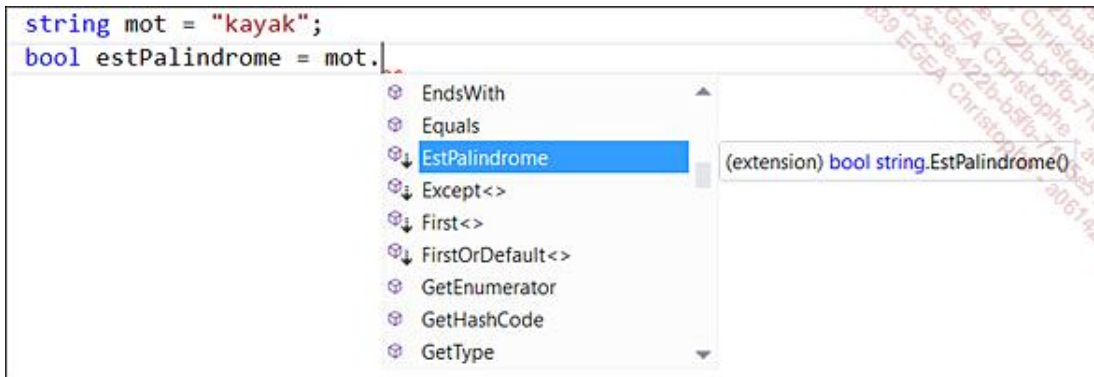 string mot = "kayak";
bool estPalindrome = mot.
EndsWith
Equals
EstPalindrome
(extension) bool string.EstPalindrome()
Except<>
First<>
FirstOrDefault<>
GetEnumerator
GetHashCode
GetType